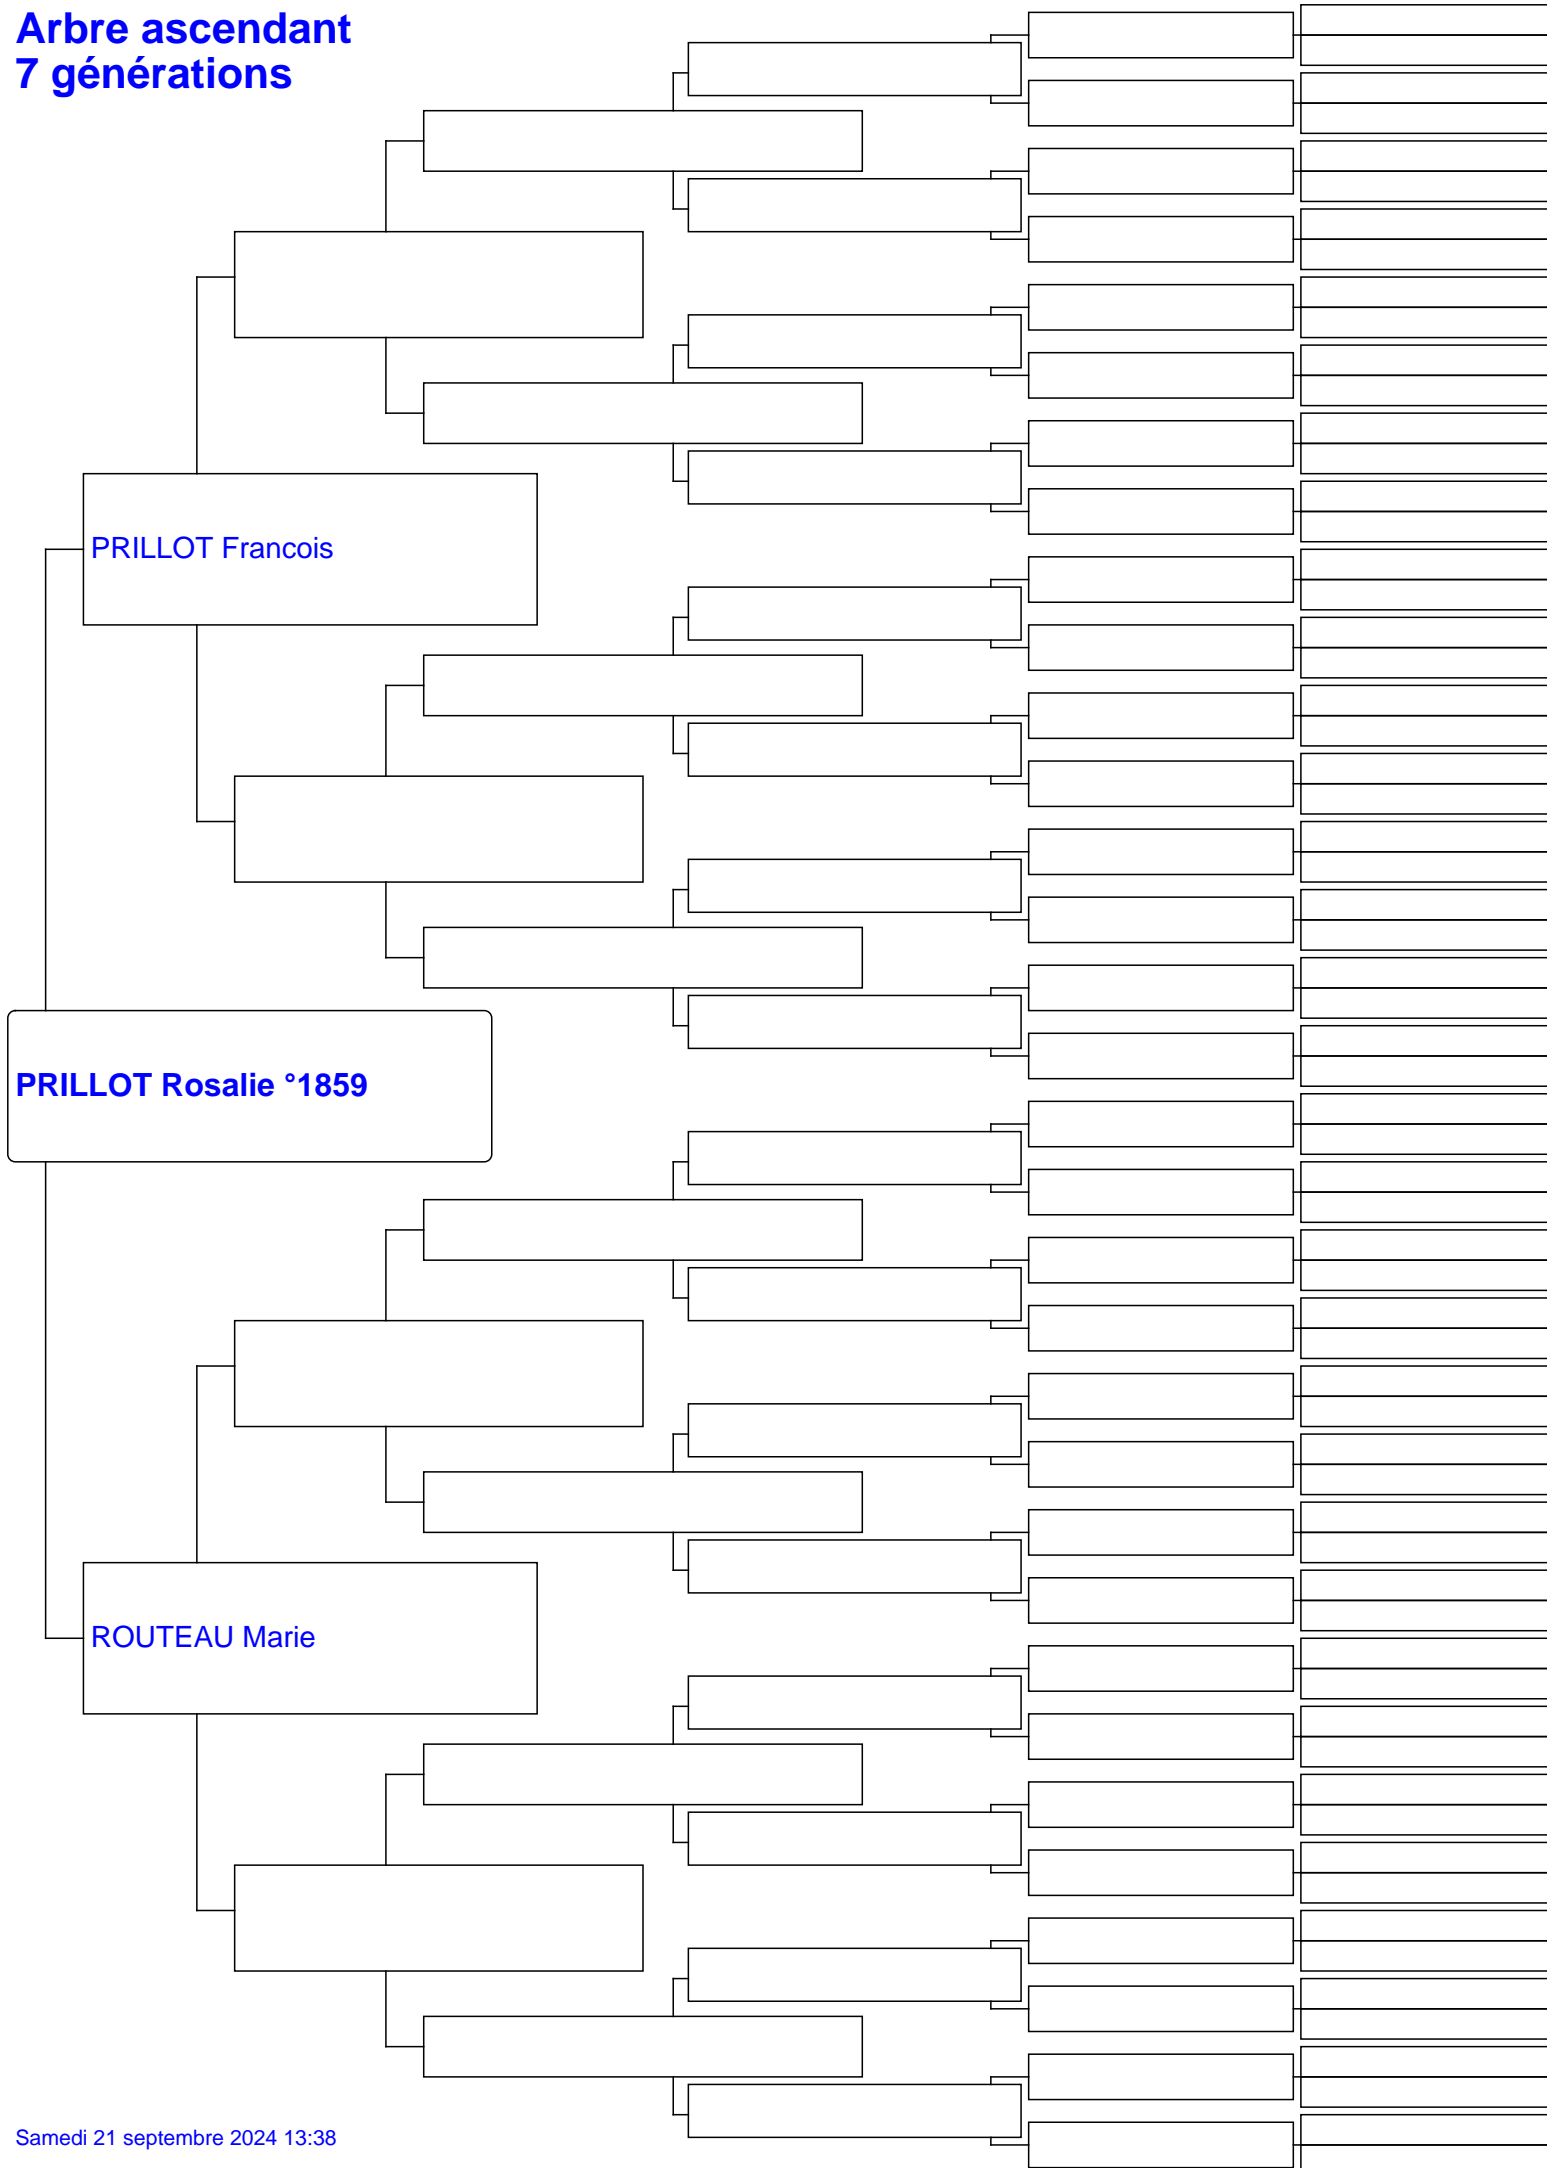 Arbre ascendant
7 générations
PRILLOT Francois
PRILLOT Rosalie °1859
ROUTEAU Marie
Samedi 21 septembre 2024 13:38